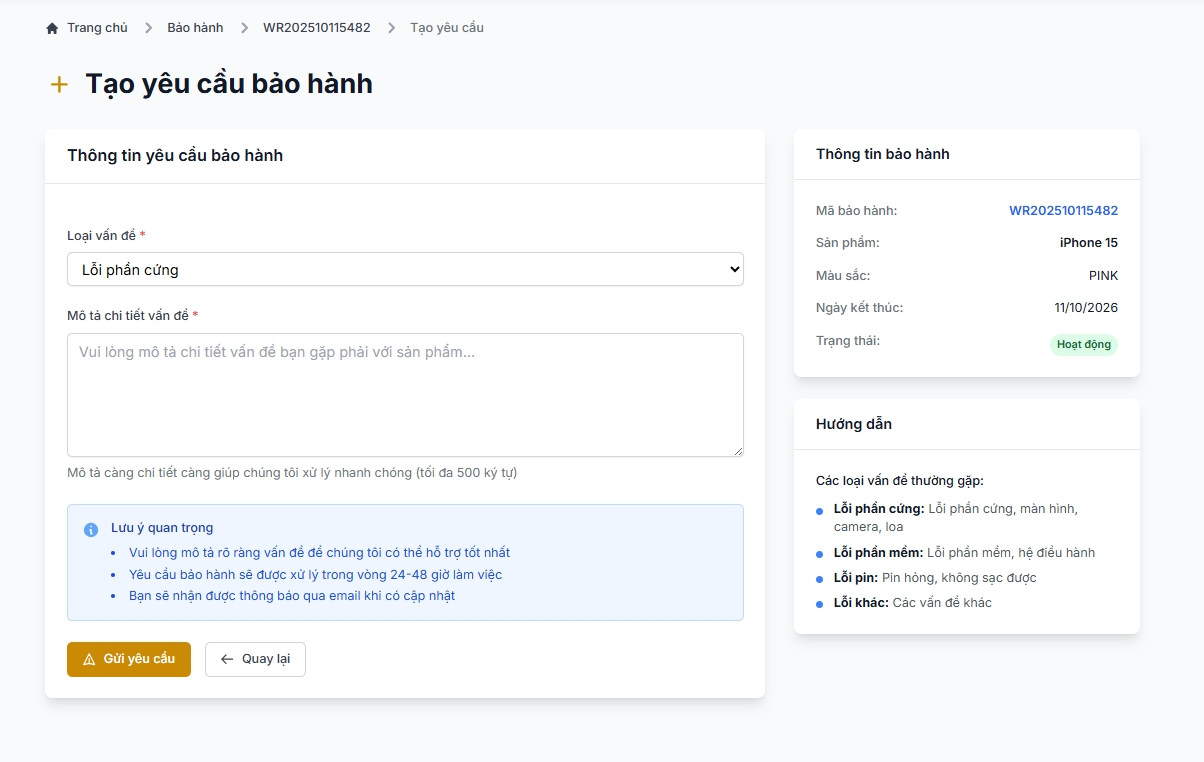 Trang chủ > Bảo hành > WR202510115482 > Tạo yêu cầu
+ Tạo yêu cầu bảo hành
Thông tin yêu cầu bảo hành
Loại vấn đề *
Lỗi phần cứng
Mô tả chi tiết vấn đề *
Vui lòng mô tả chi tiết vấn đề bạn gặp phải với sản phẩm...
Mô tả càng chi tiết càng giúp chúng tôi xử lý nhanh chóng (tối đa 500 ký tự)
Lưu ý quan trọng
• Vui lòng mô tả rõ ràng vấn đề để chúng tôi có thể hỗ trợ tốt nhất
• Yêu cầu bảo hành sẽ được xử lý trong vòng 24-48 giờ làm việc
• Bạn sẽ nhận được thông báo qua email khi có cập nhật
Gửi yêu cầu
← Quay lại
Thông tin bảo hành
Mã bảo hành: WR202510115482
Sản phẩm: iPhone 15
Màu sắc: PINK
Ngày kết thúc: 11/10/2026
Trạng thái: Hoạt động
Hướng dẫn
Các loại vấn đề thường gặp:
• Lỗi phần cứng: Lỗi phần cứng, màn hình,
camera, loa
• Lỗi phần mềm: Lỗi phần mềm, hệ điều hành
• Lỗi pin: Pin hỏng, không sạc được
• Lỗi khác: Các vấn đề khác